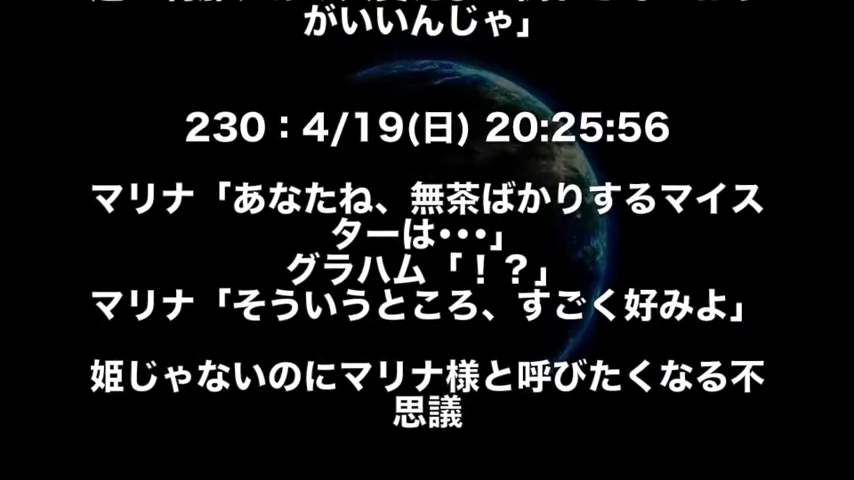 がいいんじゃ」
230：4/19(日) 20:25:56
マリナ「あなたね、無茶ばかりするマイス
ターは･･･」
グラハム「！？」
マリナ「そういうところ、すごく好みよ」
姫じゃないのにマリナ様と呼びたくなる不
思議